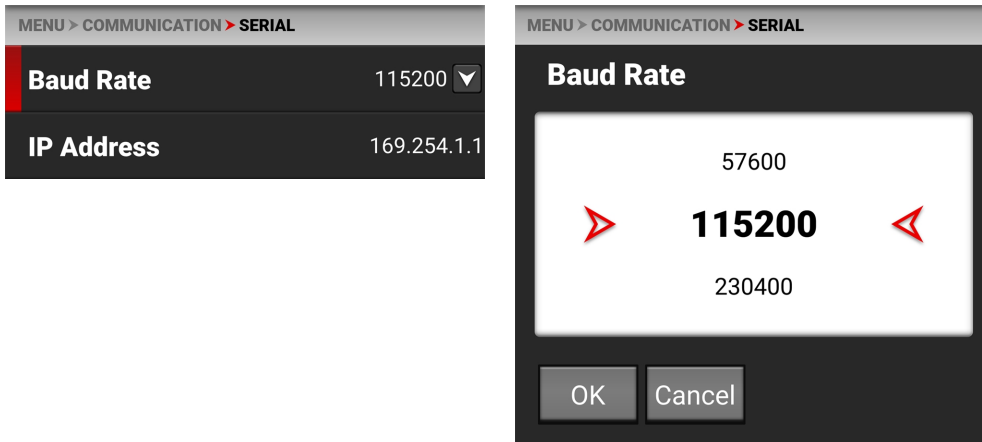 MENU > COMMUNICATION > SERIAL
Baud Rate 115200
IP Address 169.254.1.1
MENU > COMMUNICATION > SERIAL
Baud Rate
57600
115200
230400
OK Cancel